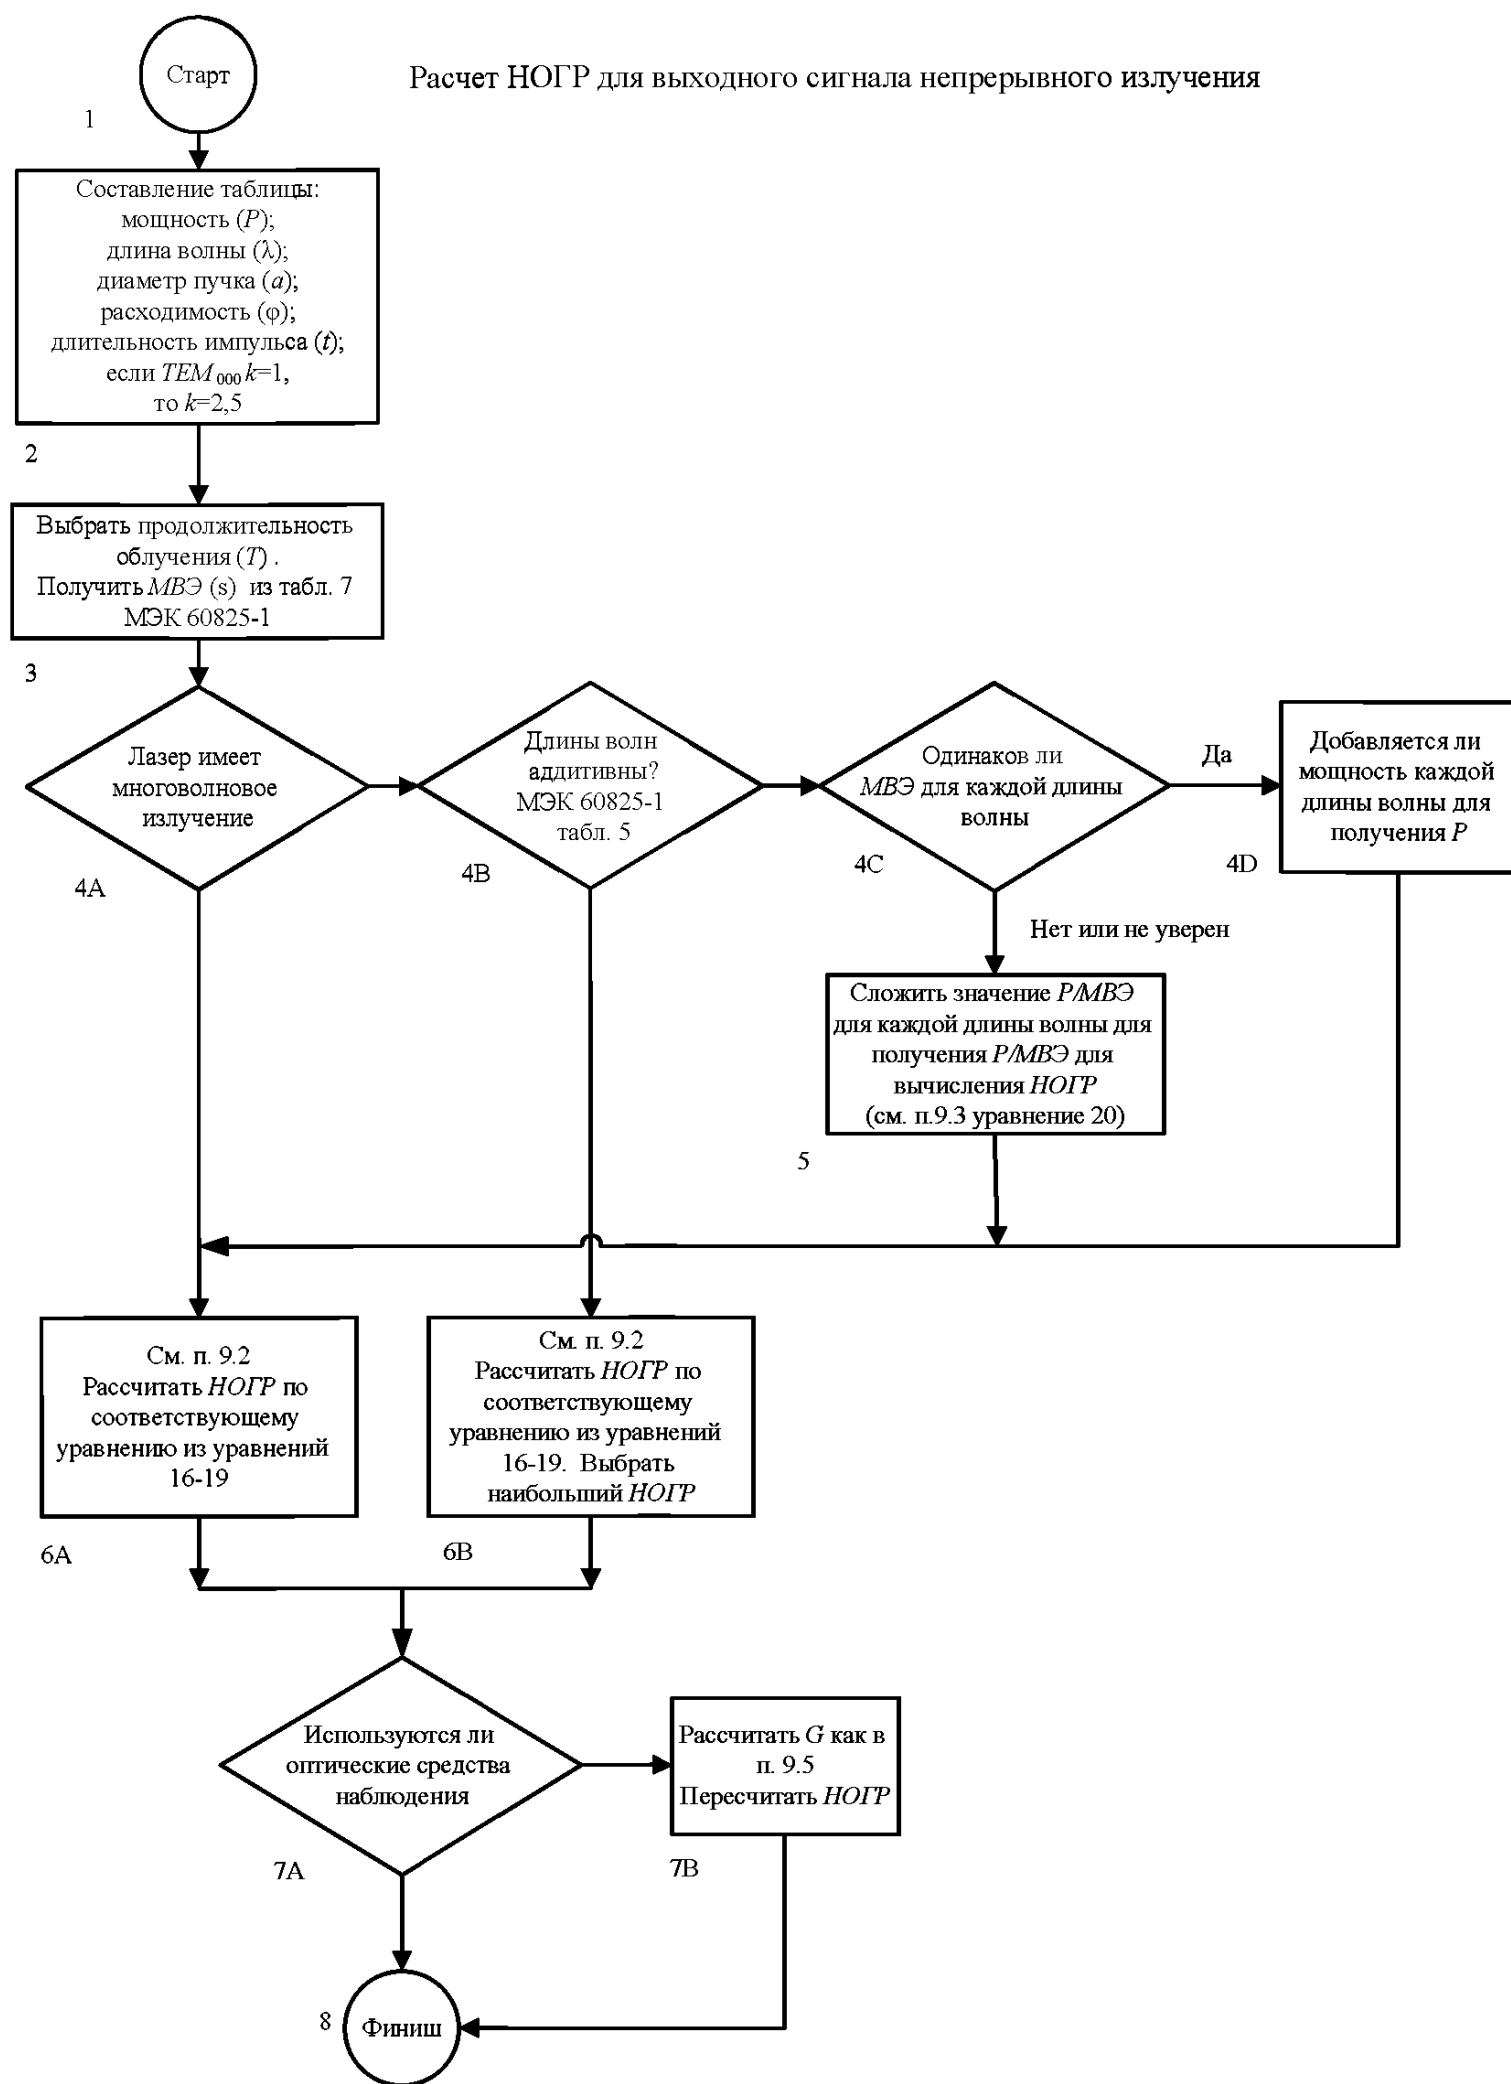 Старт
Расчет НОГР для выходного сигнала непрерывного излучения
1
Составление таблицы:
мощность (P);
длина волны (λ);
диаметр пучка (a);
расходимость (φ);
длительность импульса (t);
если TEM 000 k=1,
то k=2,5
2
Выбрать продолжительность
облучения (T) .
Получить МВЭ (s) из табл. 7
МЭК 60825-1
3
Лазер имеет
многоволновое
излучение
4A
Длины волн
аддитивны?
МЭК 60825-1
табл. 5
4B
Одинаков ли
МВЭ для каждой длины
волны
4C
Да
Добавляется ли
мощность каждой
длины волны для
получения P
4D
Нет или не уверен
Сложить значение P/МВЭ
для каждой длины волны для
получения P/МВЭ для
вычисления НОГР
(см. п.9.3 уравнение 20)
5
См. п. 9.2
Рассчитать НОГР по
соответствующему
уравнению из уравнений
16-19
6A
См. п. 9.2
Рассчитать НОГР по
соответствующему
уравнению из уравнений
16-19. Выбрать
наибольший НОГР
6B
Используются ли
оптические средства
наблюдения
7A
Рассчитать G как в
п. 9.5
Пересчитать НОГР
7B
8
Финиш